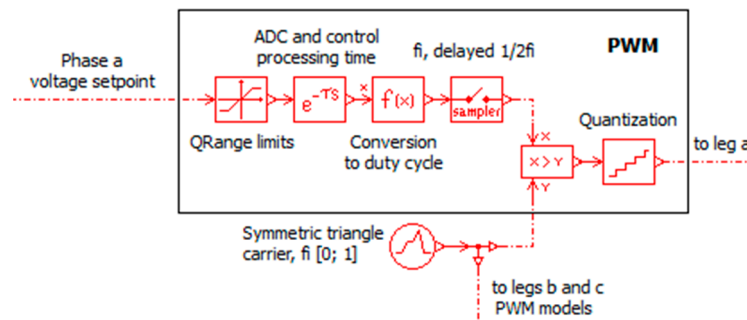 ADC and control
processing time
fi, delayed 1/2fi
PWM
Phase a
voltage setpoint
e^-τs
x
f(x)
sampler
QRange limits
Conversion
to duty cycle
Quantization
X
X>Y
Y
to leg a
Symmetric triangle
carrier, fi [0; 1]
to legs b and c
PWM models